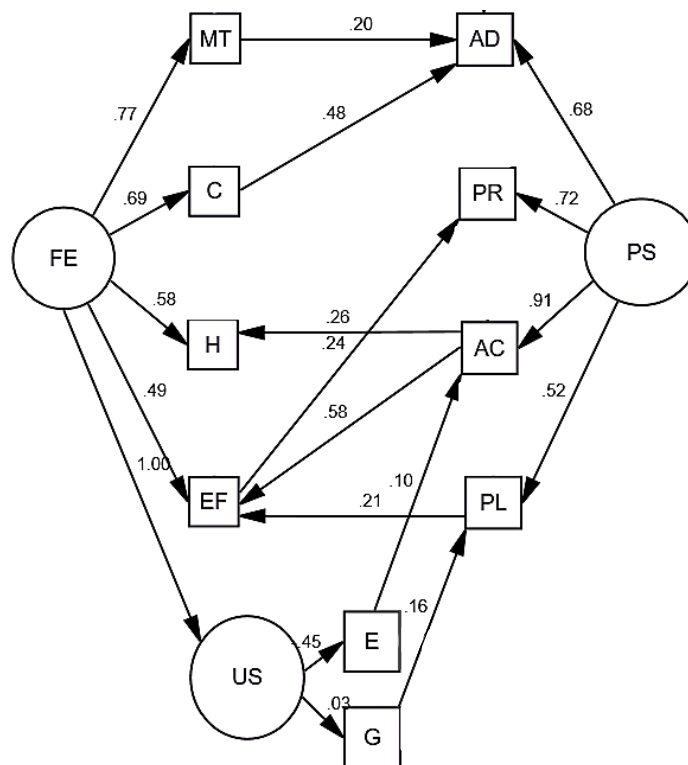 MT
.20
AD
.77
.48
.68
.69
C
PR
.72
FE
PS
.58
.26
.91
H
.24
AC
.49
.58
.52
1.00
.10
EF
.21
PL
.16
E
.45
US
.03
G